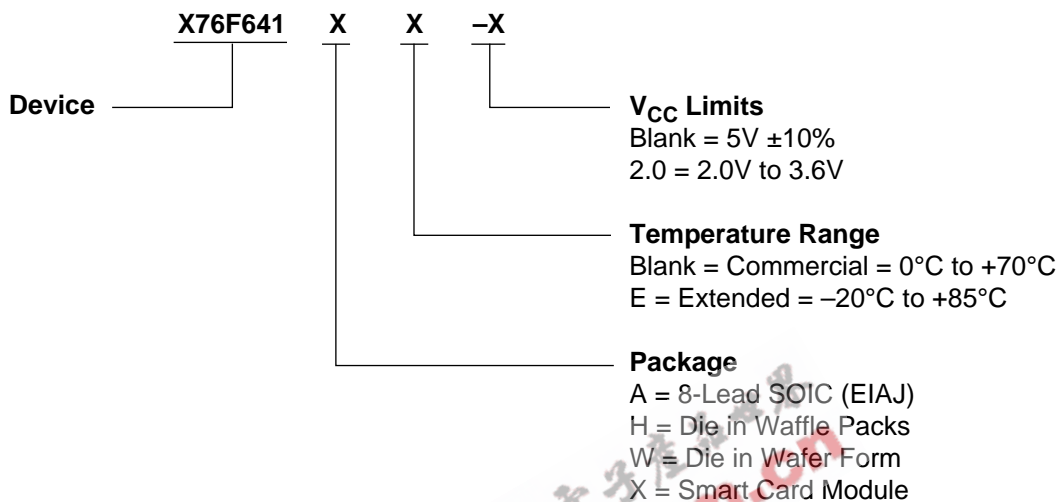 X76F641 X X –X
Device
VCC Limits
Blank = 5V ±10%
2.0 = 2.0V to 3.6V
Temperature Range
Blank = Commercial = 0°C to +70°C
E = Extended = –20°C to +85°C
Package
A = 8-Lead SOIC (EIAJ)
H = Die in Waffle Packs
W = Die in Wafer Form
X = Smart Card Module